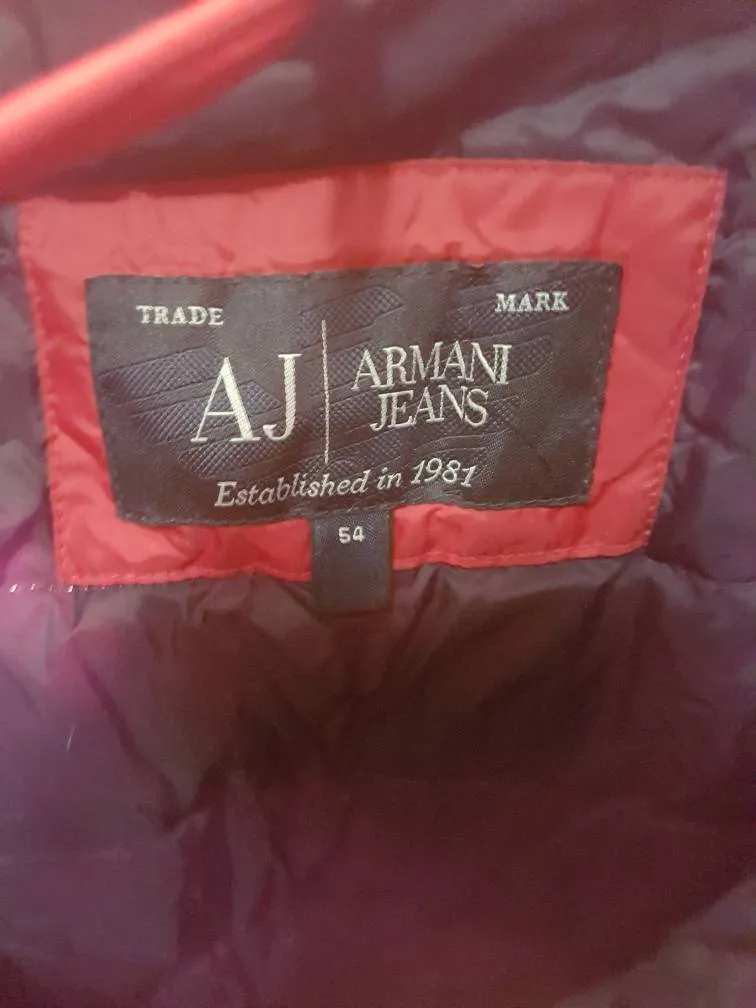 TRADE MARK
AJ ARMANI
JEANS
Established in 1981
54